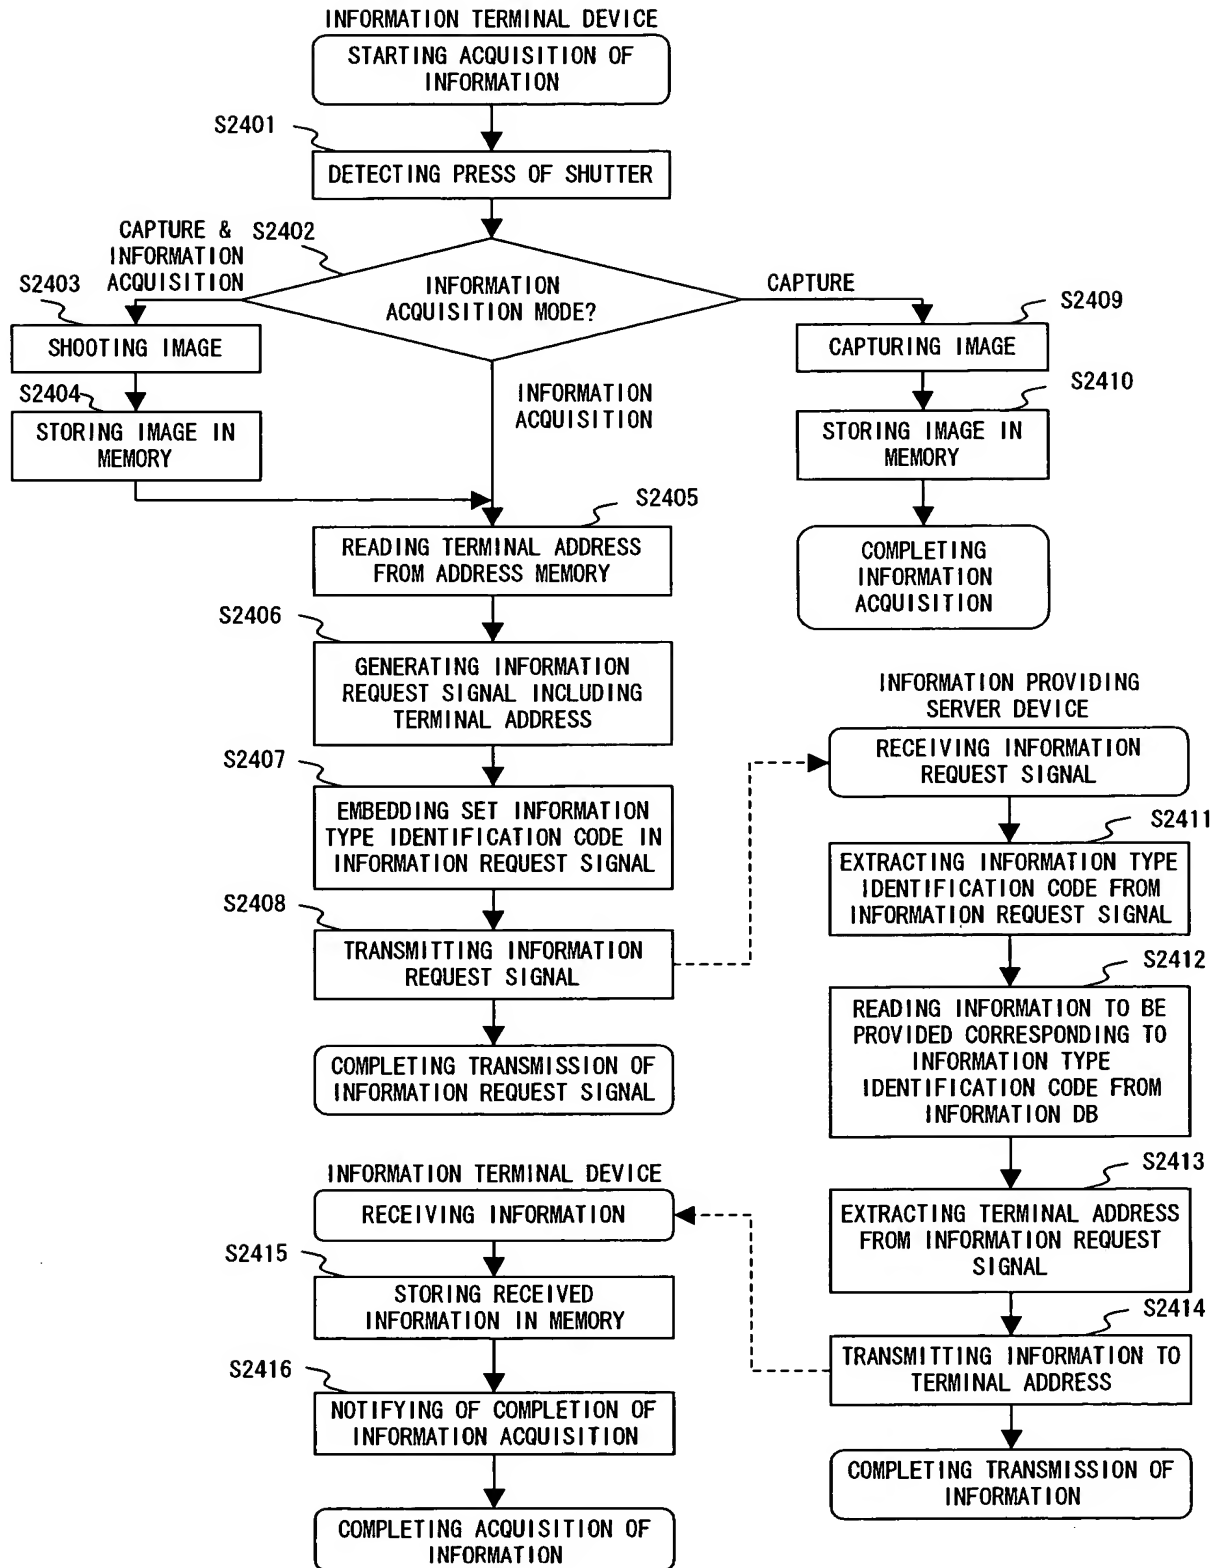 INFORMATION TERMINAL DEVICE
STARTING ACQUISITION OF
INFORMATION
S2401
DETECTING PRESS OF SHUTTER
CAPTURE &
INFORMATION
ACQUISITION
S2402
INFORMATION
ACQUISITION MODE?
CAPTURE
S2403
SHOOTING IMAGE
S2409
CAPTURING IMAGE
S2404
STORING IMAGE IN
MEMORY
INFORMATION
ACQUISITION
S2410
STORING IMAGE IN
MEMORY
S2405
READING TERMINAL ADDRESS
FROM ADDRESS MEMORY
COMPLETING
INFORMATION
ACQUISITION
S2406
GENERATING INFORMATION
REQUEST SIGNAL INCLUDING
TERMINAL ADDRESS
S2407
EMBEDDING SET INFORMATION
TYPE IDENTIFICATION CODE IN
INFORMATION REQUEST SIGNAL
S2408
TRANSMITTING INFORMATION
REQUEST SIGNAL
COMPLETING TRANSMISSION OF
INFORMATION REQUEST SIGNAL
INFORMATION PROVIDING
SERVER DEVICE
RECEIVING INFORMATION
REQUEST SIGNAL
S2411
EXTRACTING INFORMATION TYPE
IDENTIFICATION CODE FROM
INFORMATION REQUEST SIGNAL
S2412
READING INFORMATION TO BE
PROVIDED CORRESPONDING TO
INFORMATION TYPE
IDENTIFICATION CODE FROM
INFORMATION DB
S2413
EXTRACTING TERMINAL ADDRESS
FROM INFORMATION REQUEST
SIGNAL
S2414
TRANSMITTING INFORMATION TO
TERMINAL ADDRESS
COMPLETING TRANSMISSION OF
INFORMATION
INFORMATION TERMINAL DEVICE
RECEIVING INFORMATION
S2415
STORING RECEIVED
INFORMATION IN MEMORY
S2416
NOTIFYING OF COMPLETION OF
INFORMATION ACQUISITION
COMPLETING ACQUISITION OF
INFORMATION